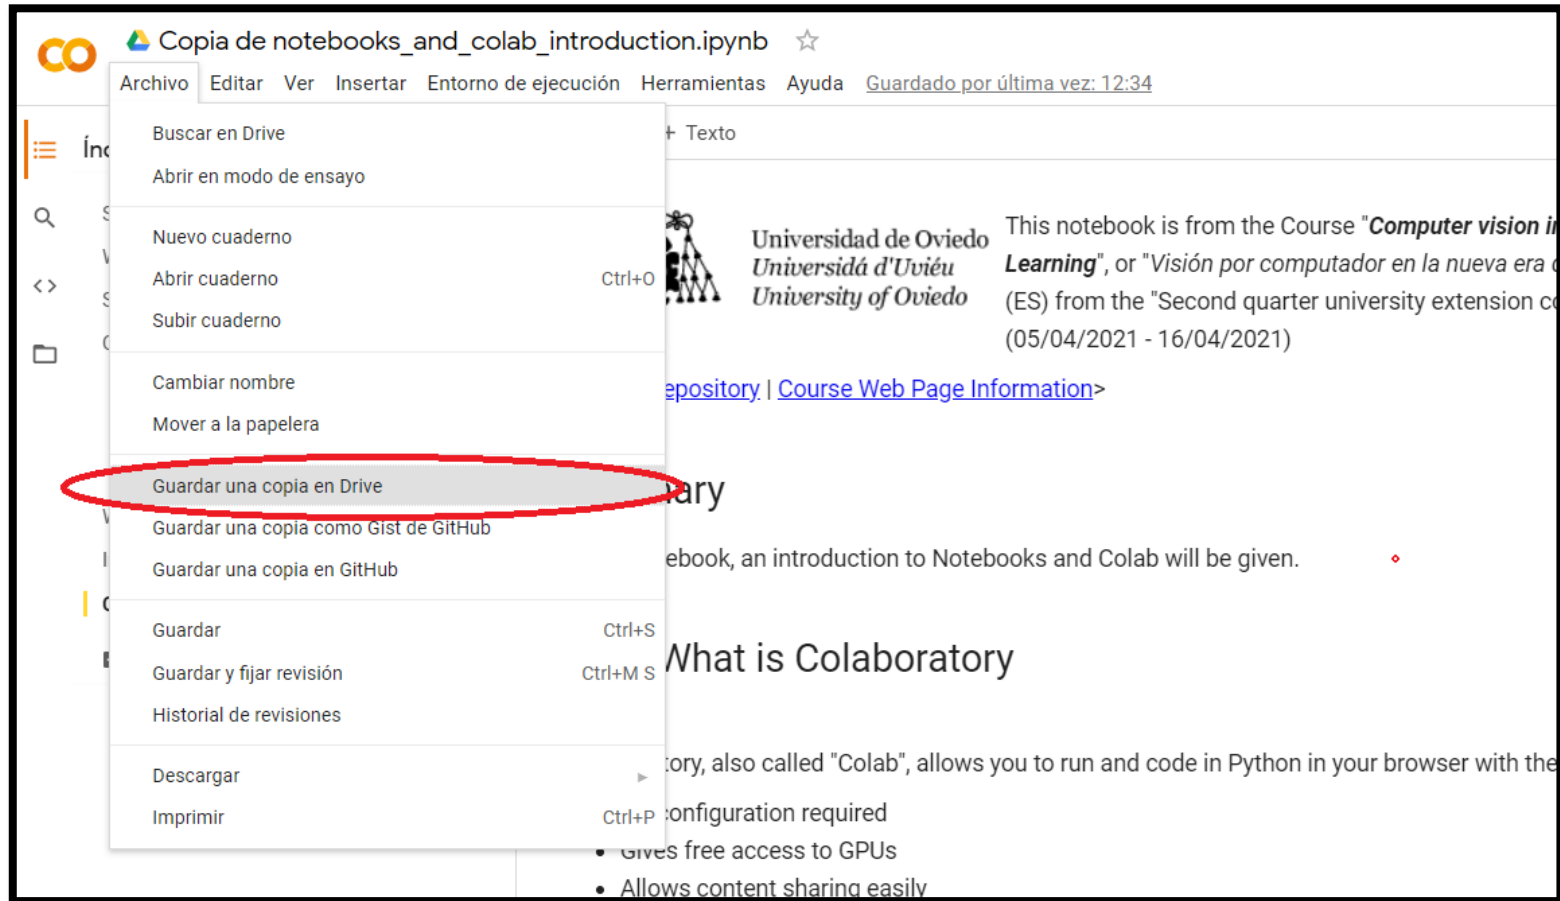 Copia de notebooks_and_colab_introduction.ipynb
Archivo Editar Ver Insertar Entorno de ejecución Herramientas Ayuda Guardado por última vez: 12:34
Buscar en Drive
+ Texto
Abrir en modo de ensayo
Nuevo cuaderno
Abrir cuaderno Ctrl+O
Subir cuaderno
Cambiar nombre
Mover a la papelera
Guardar una copia en Drive
Guardar una copia como Gist de GitHub
Guardar una copia en GitHub
Guardar Ctrl+S
Guardar y fijar revisión Ctrl+M S
Historial de revisiones
Descargar
Imprimir Ctrl+P
Universidad de Oviedo
Universidá d'Uviéu
University of Oviedo
This notebook is from the Course "Computer vision
Learning", or "Visión por computador en la nueva era
(ES) from the "Second quarter university extension
(05/04/2021 - 16/04/2021)
| Course Web Page Information>
, an introduction to Notebooks and Colab will be given.
What is Colaboratory
, also called "Colab", allows you to run and code in Python in your browser with the
configuration required
Gives free access to GPUs
Allows content sharing easily